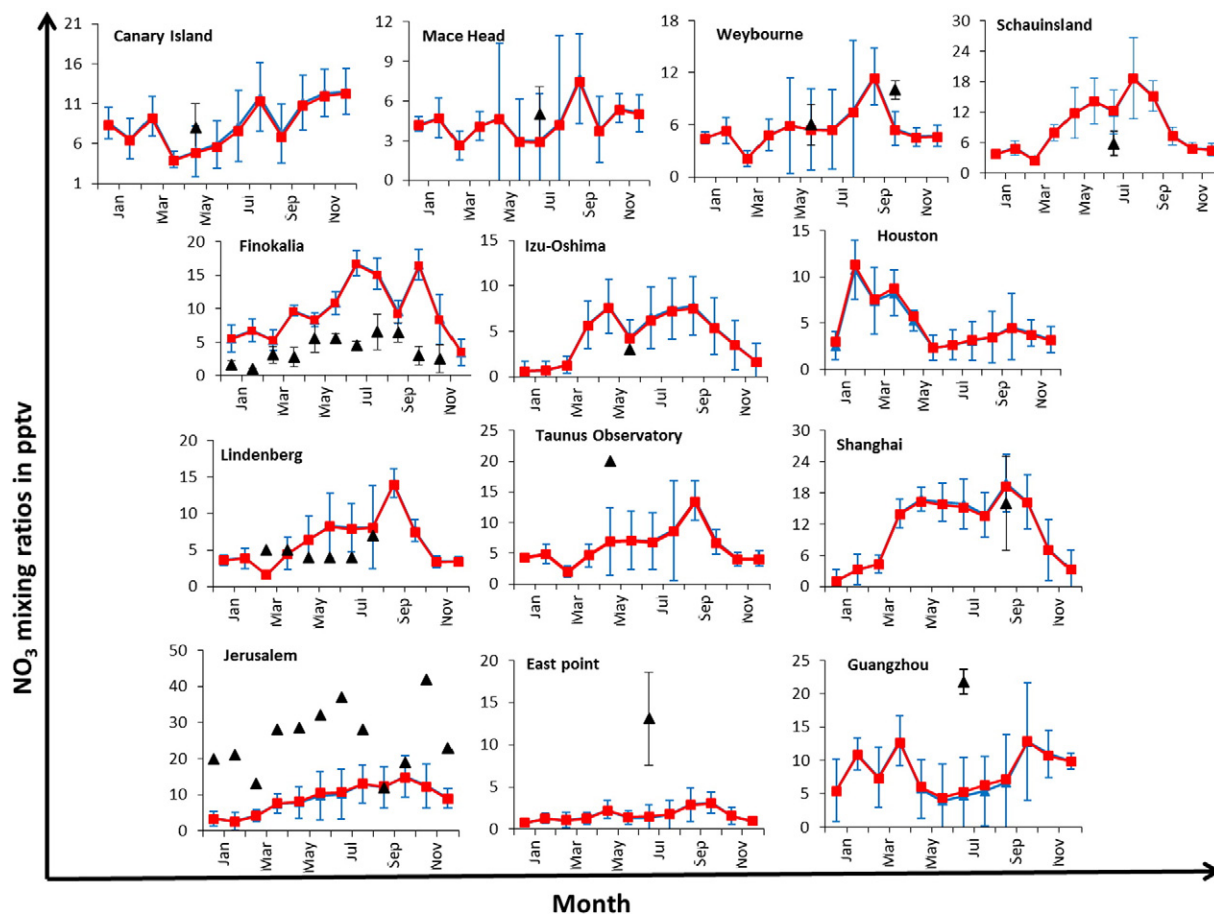 NO₃ mixing ratios in pptv
Canary Island
21
17
13
9
5
1
Jan
Mar
May
Jul
Sep
Nov
Mace Head
12
9
6
3
0
Jan
Mar
May
Jul
Sep
Nov
Weybourne
18
12
6
0
Jan
Mar
May
Jul
Sep
Nov
Schauinsland
30
24
18
12
6
0
Jan
Mar
May
Jul
Sep
Nov
Finokalia
20
15
10
5
0
Jan
Mar
May
Jul
Sep
Nov
Izu-Oshima
15
10
5
0
Jan
Mar
May
Jul
Sep
Nov
Houston
15
10
5
0
Jan
Mar
May
Jul
Sep
Nov
Lindenberg
20
15
10
5
0
Jan
Mar
May
Jul
Sep
Nov
Taunus Observatory
25
20
15
10
5
0
Jan
Mar
May
Jul
Sep
Nov
Shanghai
30
24
18
12
6
0
Jan
Mar
May
Jul
Sep
Nov
Jerusalem
50
40
30
20
10
0
Jan
Mar
May
Jul
Sep
Nov
East point
20
15
10
5
0
Jan
Mar
May
Jul
Sep
Nov
Guangzhou
25
20
15
10
5
0
Jan
Mar
May
Jul
Sep
Nov
Month